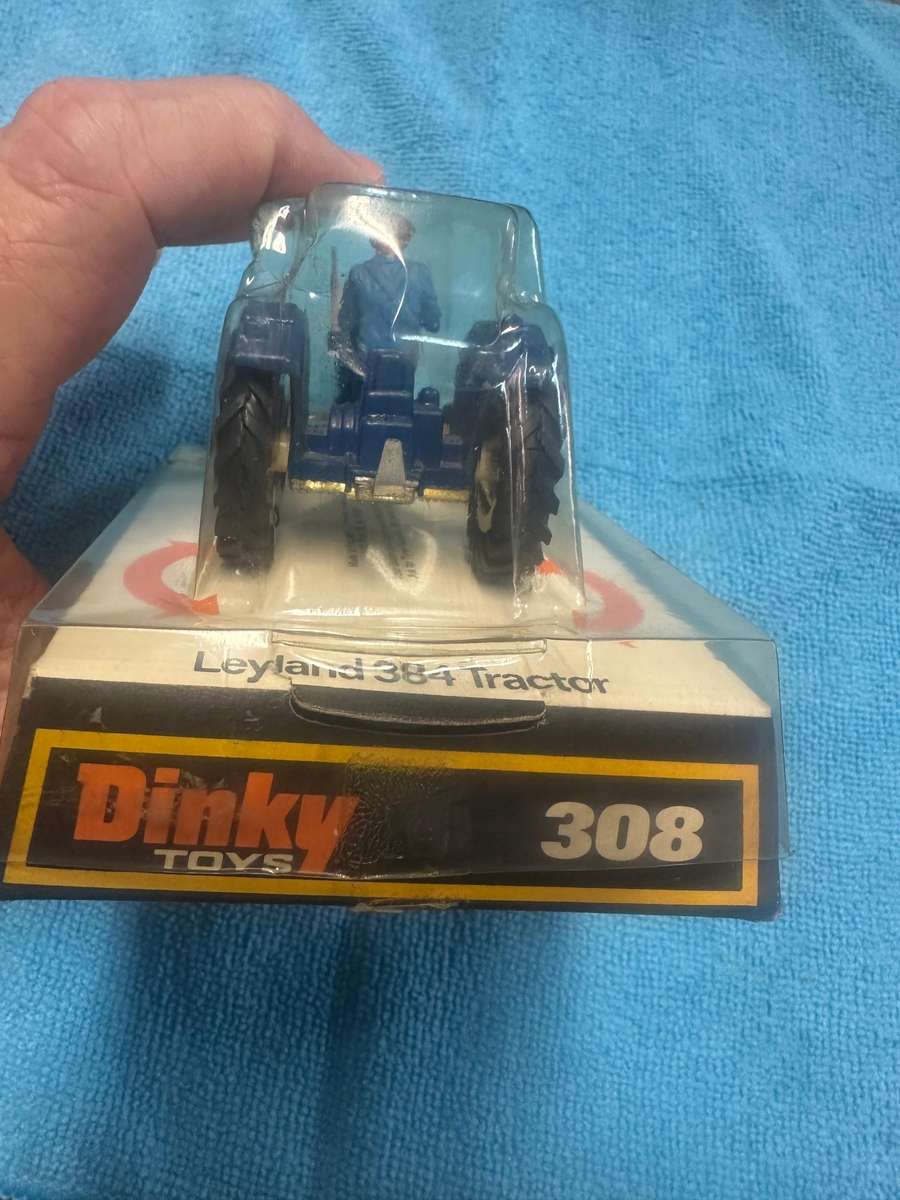 Leyland 384 Tractor
Dinky
TOYS
308